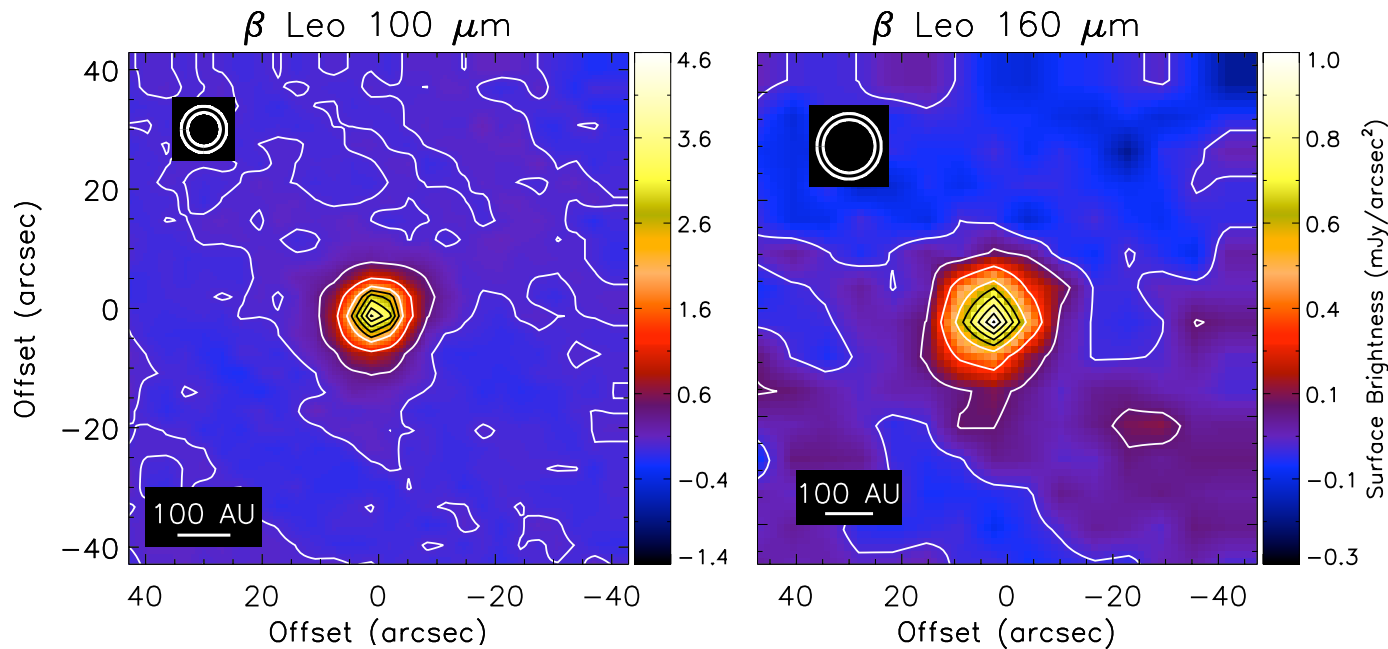 β Leo 100 μm
40
20
0
−20
−40
Offset (arcsec)
100 AU
40 20 0 −20 −40
Offset (arcsec)
4.6
3.6
2.6
1.6
0.6
−0.4
−1.4
β Leo 160 μm
100 AU
40 20 0 −20 −40
Offset (arcsec)
1.0
0.8
0.6
0.4
0.1
−0.1
−0.3
Surface Brightness (mJy/arcsec²)